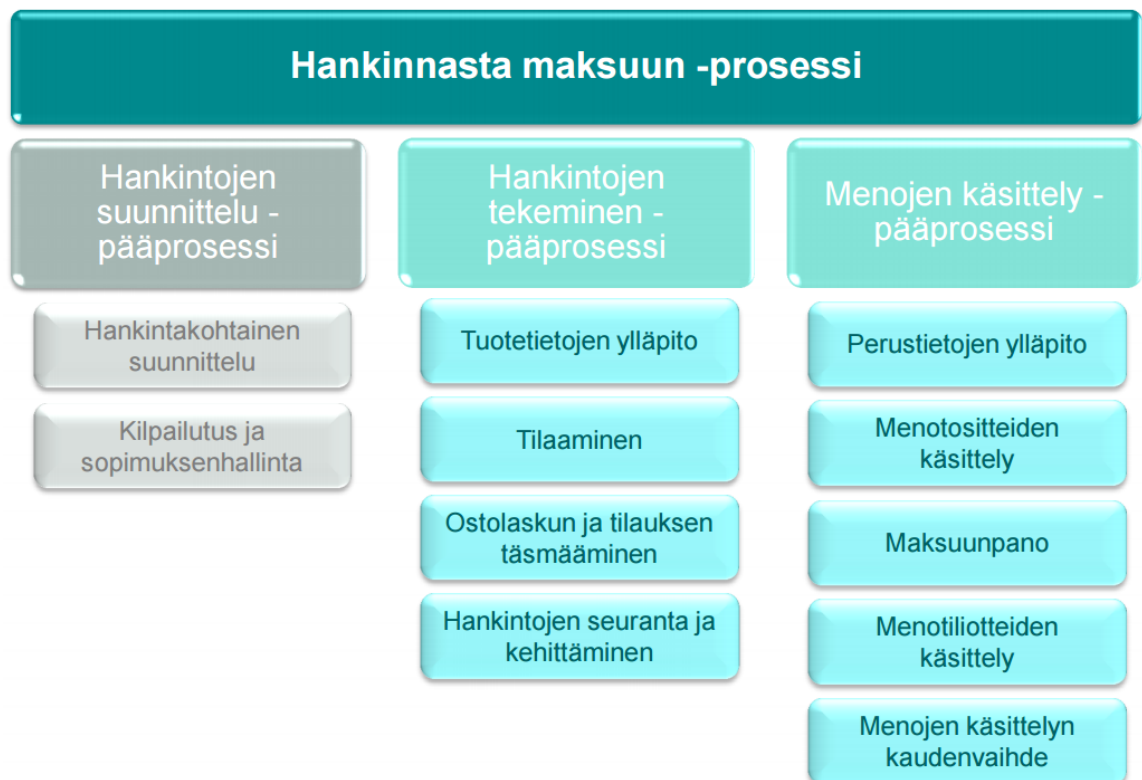 Hankinnasta maksuun -prosessi
Hankintojen
suunnittelu -
pääprosessi
Hankintakohtainen
suunnittelu
Kilpailutus ja
sopimuksenhallinta
Hankintojen
tekeminen -
pääprosessi
Tuotetietojen ylläpito
Tilaaminen
Ostolaskun ja tilauksen
täsmääminen
Hankintojen seuranta ja
kehittäminen
Menojen käsittely -
pääprosessi
Perustietojen ylläpito
Menotositteiden
käsittely
Maksuunpano
Menotiliotteiden
käsittely
Menojen käsittelyn
kaudenvaihde